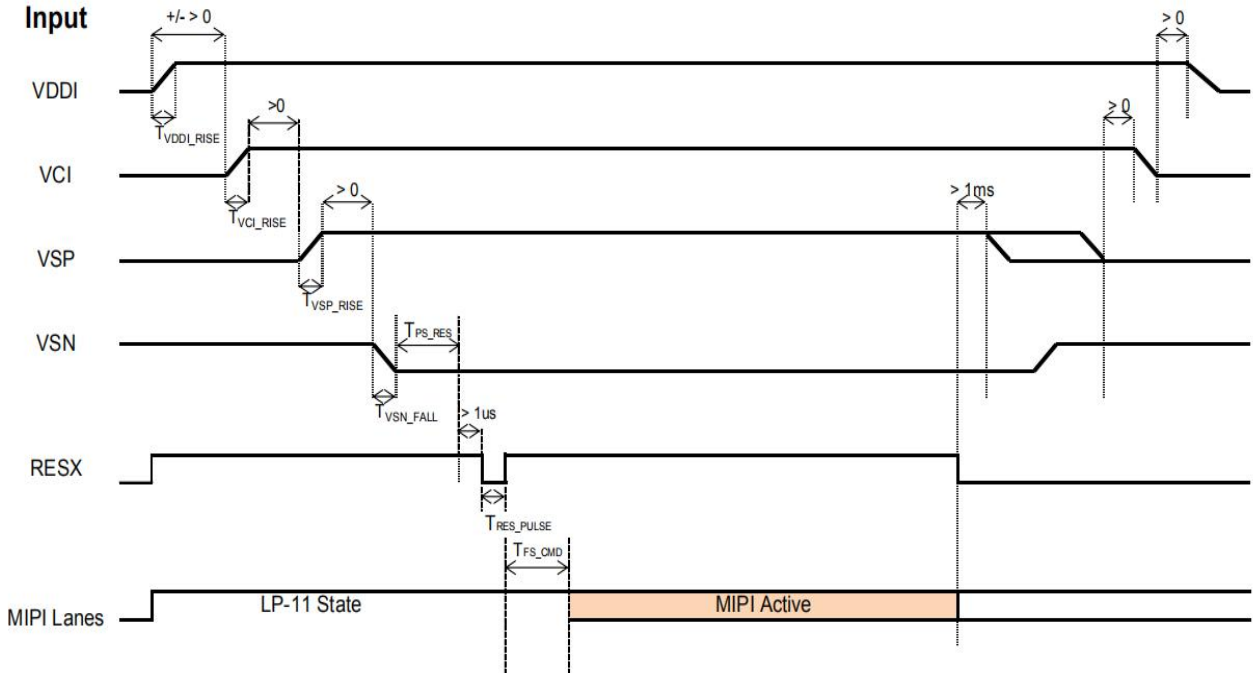 Input
+/- > 0
> 0
VDDI
T_VDDI_RISE
>0
> 0
VCI
T_VCI_RISE
> 0
> 1ms
VSP
T_VSP_RISE
VSN
T_PS_RES
T_VSN_FALL
> 1us
RESX
T_RES_PULSE
T_FS_CMD
MIPI Lanes
LP-11 State
MIPI Active